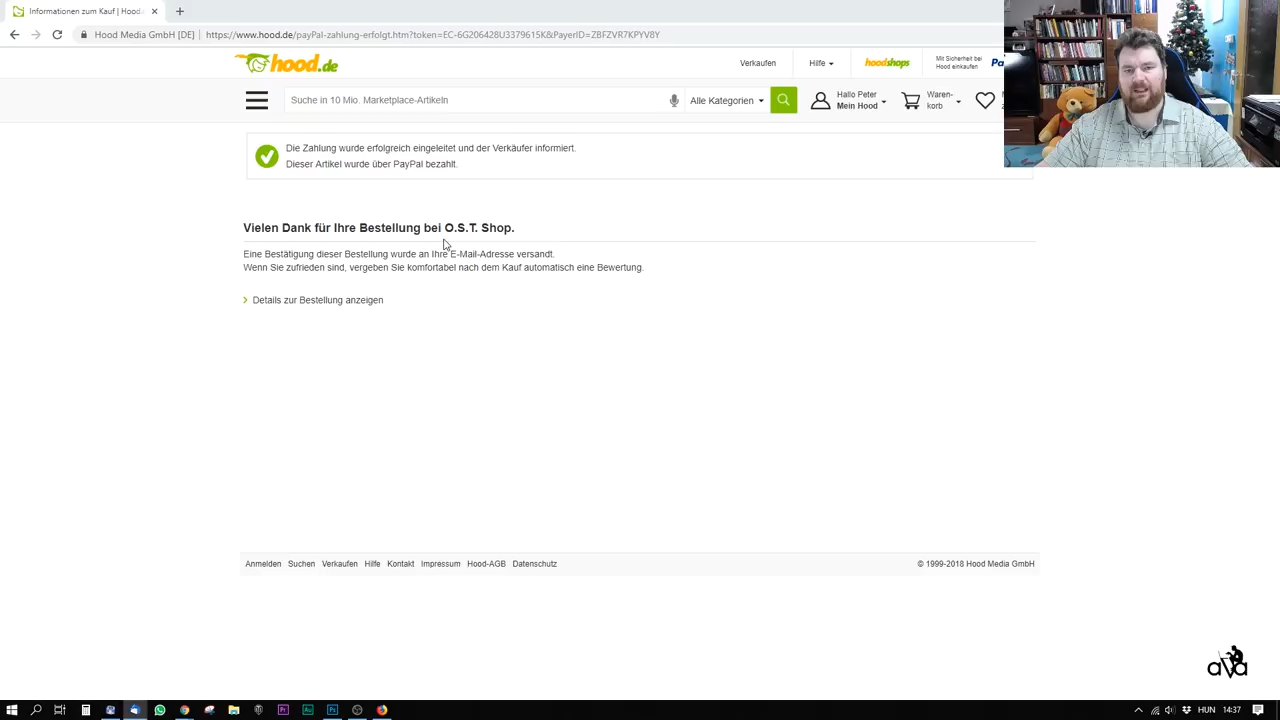 Informationen zum Kauf | Hood
Hood Media GmbH [DE] | https://www.hood.de/payPal-zahlung-erfolgt.htm?token=EC-6G206428U3379615K&PayerID=ZBFZVR7KPYV8Y
hood.de
Verkaufen
Hilfe
hoodshops
Mit Sicherheit bei
Hood einkaufen
Pa
Suche in 10 Mio. Marketplace-Artikeln
Alle Kategorien
Hallo Peter
Mein Hood
Waren-
korb
Die Zahlung wurde erfolgreich eingeleitet und der Verkäufer informiert.
Dieser Artikel wurde über PayPal bezahlt.
Vielen Dank für Ihre Bestellung bei O.S.T. Shop.
Eine Bestätigung dieser Bestellung wurde an Ihre E-Mail-Adresse versandt.
Wenn Sie zufrieden sind, vergeben Sie komfortabel nach dem Kauf automatisch eine Bewertung.
Details zur Bestellung anzeigen
Anmelden Suchen Verkaufen Hilfe Kontakt Impressum Hood-AGB Datenschutz
© 1999-2018 Hood Media GmbH
ava
Pr Au Ps
HUN 14:37